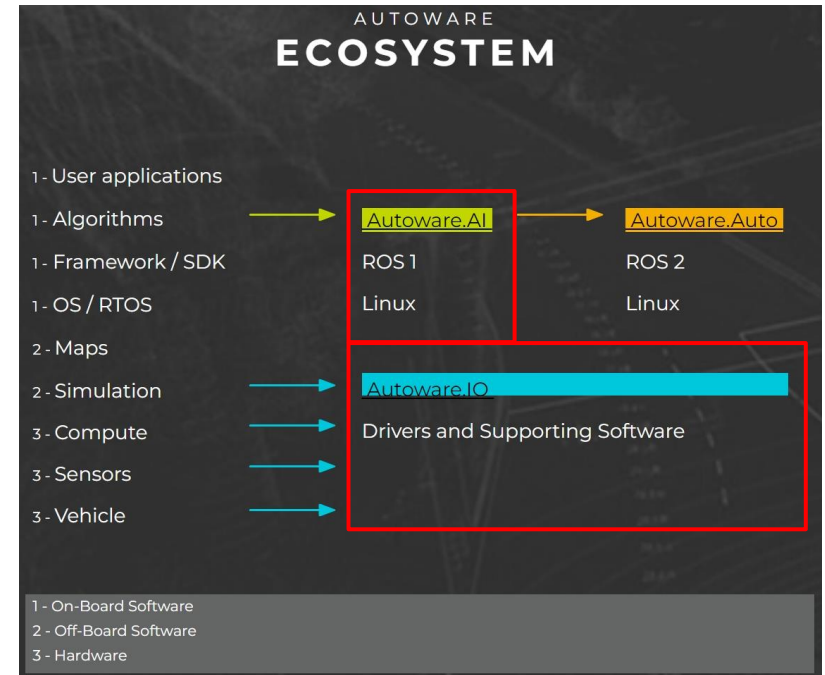 AUTOWARE
ECOSYSTEM
1 - User applications
1 - Algorithms Autoware.AI Autoware.Auto
1 - Framework / SDK ROS 1 ROS 2
1 - OS / RTOS Linux Linux
2 - Maps
2 - Simulation Autoware.IO
3 - Compute Drivers and Supporting Software
3 - Sensors
3 - Vehicle
1 - On-Board Software
2 - Off-Board Software
3 - Hardware